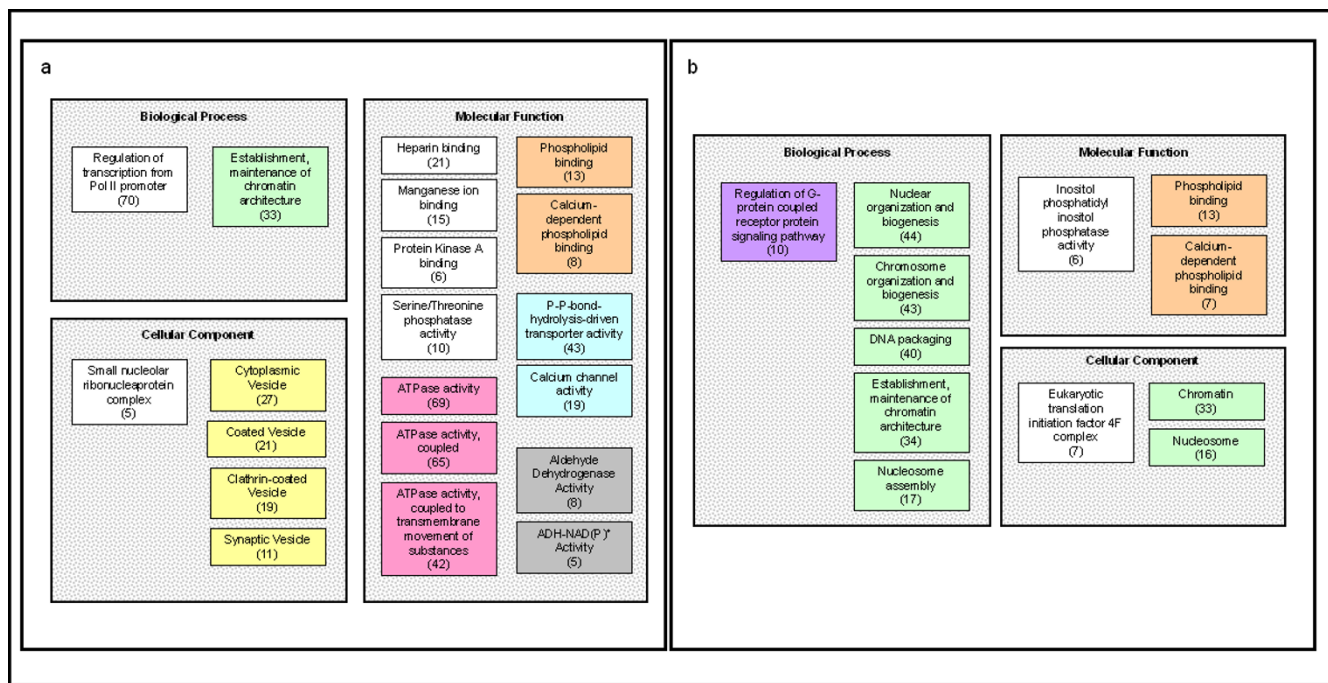 a
Biological Process
Regulation of
transcription from
Pol II promoter
(70)
Establishment,
maintenance of
chromatin
architecture
(33)
Cellular Component
Small nucleolar
ribonucleaprotein
complex
(5)
Cytoplasmic
Vesicle
(27)
Coated Vesicle
(21)
Clathrin-coated
Vesicle
(19)
Synaptic Vesicle
(11)
Molecular Function
Heparin binding
(21)
Manganese ion
binding
(15)
Protein Kinase A
binding
(6)
Serine/Threonine
phosphatase
activity
(10)
ATPase activity
(69)
ATPase activity,
coupled
(65)
ATPase activity,
coupled to
transmembrane
movement of
substances
(42)
Phospholipid
binding
(13)
Calcium-
dependent
phospholipid
binding
(8)
P-P-bond-
hydrolysis-driven
transporter activity
(43)
Calcium channel
activity
(19)
Aldehyde
Dehydrogenase
Activity
(8)
ADH-NAD(P)+
Activity
(5)
b
Biological Process
Regulation of G-
protein coupled
receptor protein
signaling pathway
(10)
Nuclear
organization and
biogenesis
(44)
Chromosome
organization and
biogenesis
(43)
DNA packaging
(40)
Establishment,
maintenance of
chromatin
architecture
(34)
Nucleosome
assembly
(17)
Molecular Function
Inositol
phosphatidyl
inositol
phosphatase
activity
(6)
Phospholipid
binding
(13)
Calcium-
dependent
phospholipid
binding
(7)
Cellular Component
Eukaryotic
translation
initiation factor 4F
complex
(7)
Chromatin
(33)
Nucleosome
(16)